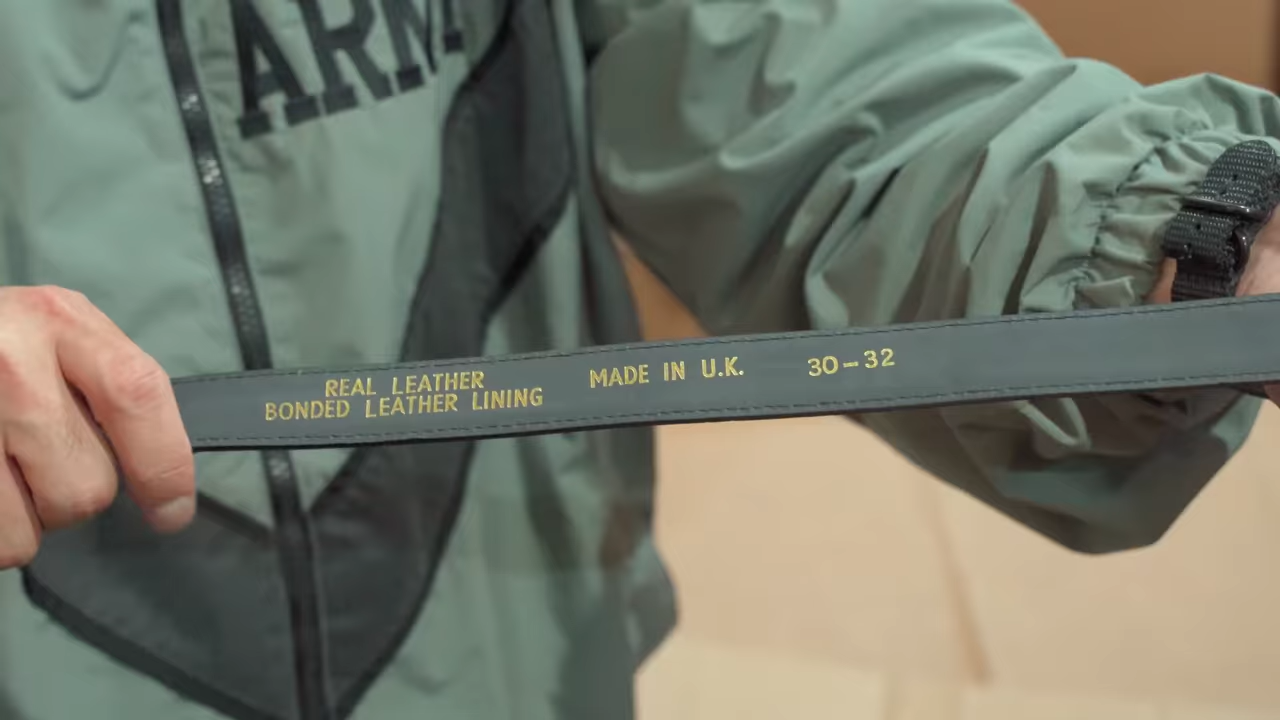 ARM
REAL LEATHER
BONDED LEATHER LINING
MADE IN U.K.
30-32